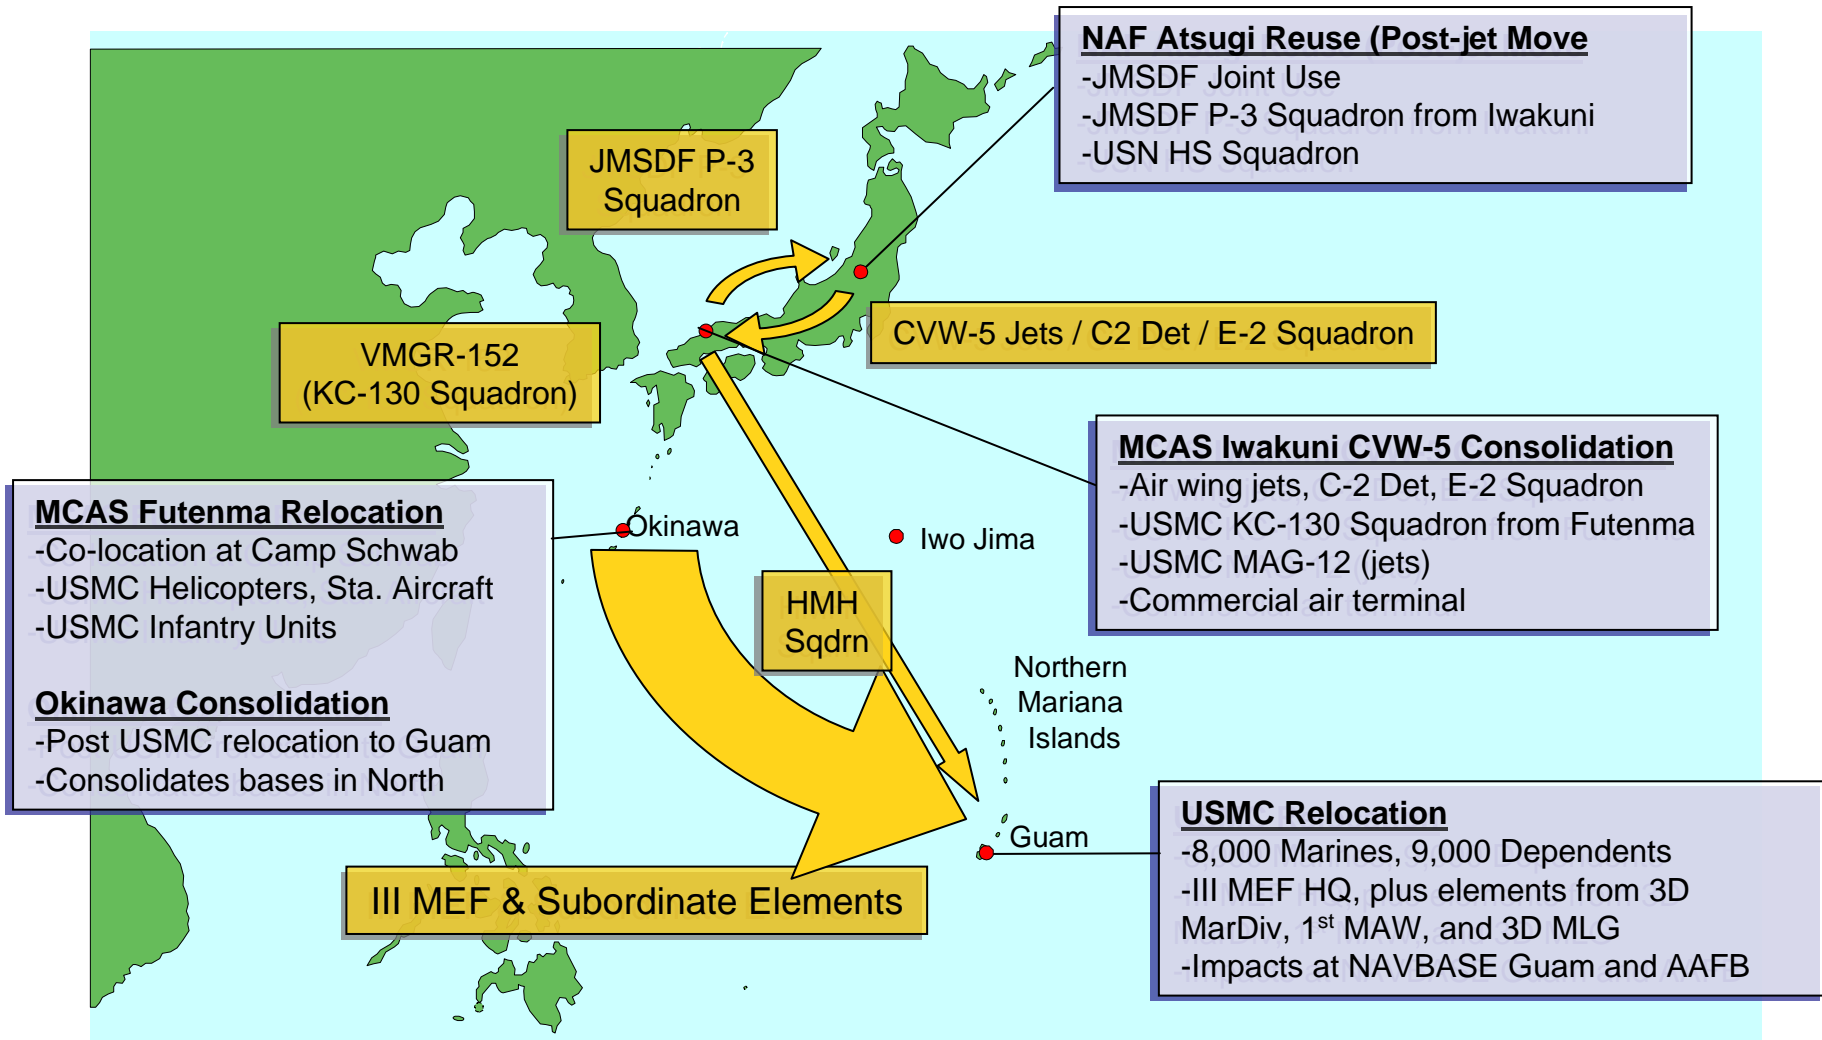 NAF Atsugi Reuse (Post-jet Move
-JMSDF Joint Use
-JMSDF P-3 Squadron from Iwakuni
-USN HS Squadron
JMSDF P-3
Squadron
CVW-5 Jets / C2 Det / E-2 Squadron
VMGR-152
(KC-130 Squadron)
MCAS Iwakuni CVW-5 Consolidation
-Air wing jets, C-2 Det, E-2 Squadron
-USMC KC-130 Squadron from Futenma
-USMC MAG-12 (jets)
-Commercial air terminal
MCAS Futenma Relocation
-Co-location at Camp Schwab
-USMC Helicopters, Sta. Aircraft
-USMC Infantry Units
Okinawa Consolidation
-Post USMC relocation to Guam
-Consolidates bases in North
Okinawa
Iwo Jima
HMH
Sqdrn
Northern
Mariana
Islands
Guam
USMC Relocation
-8,000 Marines, 9,000 Dependents
-III MEF HQ, plus elements from 3D
MarDiv, 1st MAW, and 3D MLG
-Impacts at NAVBASE Guam and AAFB
III MEF & Subordinate Elements